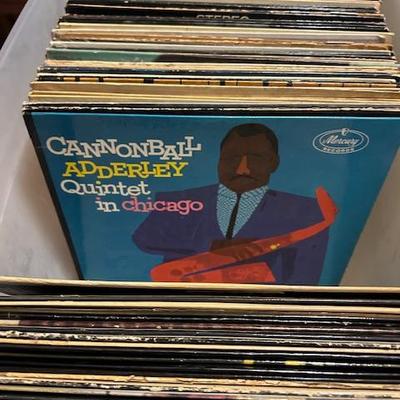 STEREO
CANNONBALL
ADDERLEY
Quintet
in chicago
Mercury
RECORDS